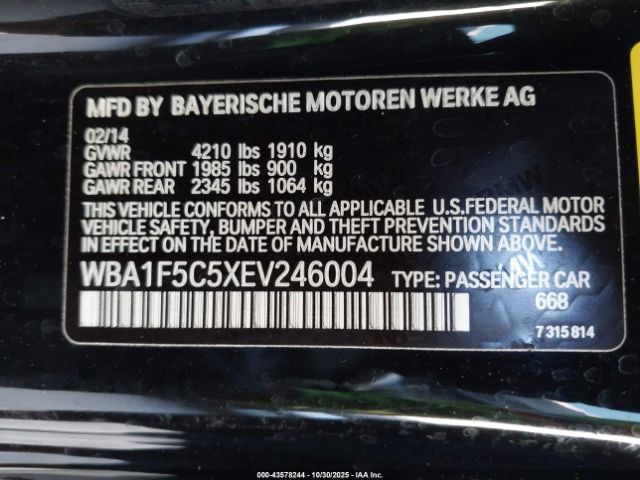 MFD BY BAYERISCHE MOTOREN WERKE AG
02/14
GVWR 4210 lbs 1910 kg
GAWR FRONT 1985 lbs 900 kg
GAWR REAR 2345 lbs 1064 kg
THIS VEHICLE CONFORMS TO ALL APPLICABLE U.S.FEDERAL MOTOR
VEHICLE SAFETY, BUMPER AND THEFT PREVENTION STANDARDS
IN EFFECT ON THE DATE OF MANUFACTURE SHOWN ABOVE.
WBA1F5C5XEV246004 TYPE: PASSENGER CAR
668
7 315 814
000-43578244 - 10/30/2025 - IAAI, Inc.